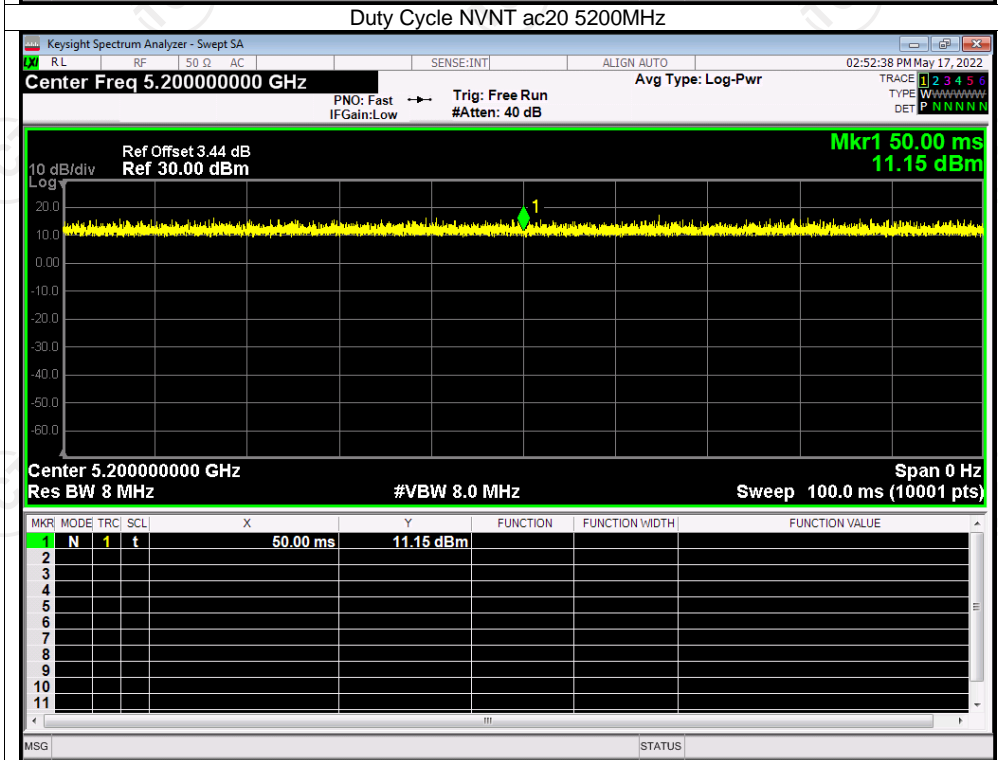 Duty Cycle NVNT ac20 5200MHz
Keysight Spectrum Analyzer - Swept SA
LXI RL RF 50 Ω AC SENSE:INT ALIGN AUTO 02:52:38 PM May 17, 2022
Center Freq 5.200000000 GHz Avg Type: Log-Pwr TRACE 1 2 3 4 5 6
PNO: Fast Trig: Free Run TYPE WWWWWW
IFGain:Low #Atten: 40 dB DET P N N N N N
Mkr1 50.00 ms
11.15 dBm
Ref Offset 3.44 dB
10 dB/div Ref 30.00 dBm
Log
20.0
1
10.0
0.00
-10.0
-20.0
-30.0
-40.0
-50.0
-60.0
Center 5.200000000 GHz Span 0 Hz
Res BW 8 MHz #VBW 8.0 MHz Sweep 100.0 ms (10001 pts)
MKR MODE TRC SCL X Y FUNCTION FUNCTION WIDTH FUNCTION VALUE
1 N 1 t 50.00 ms 11.15 dBm
2
3
4
5
6
7
8
9
10
11
MSG STATUS